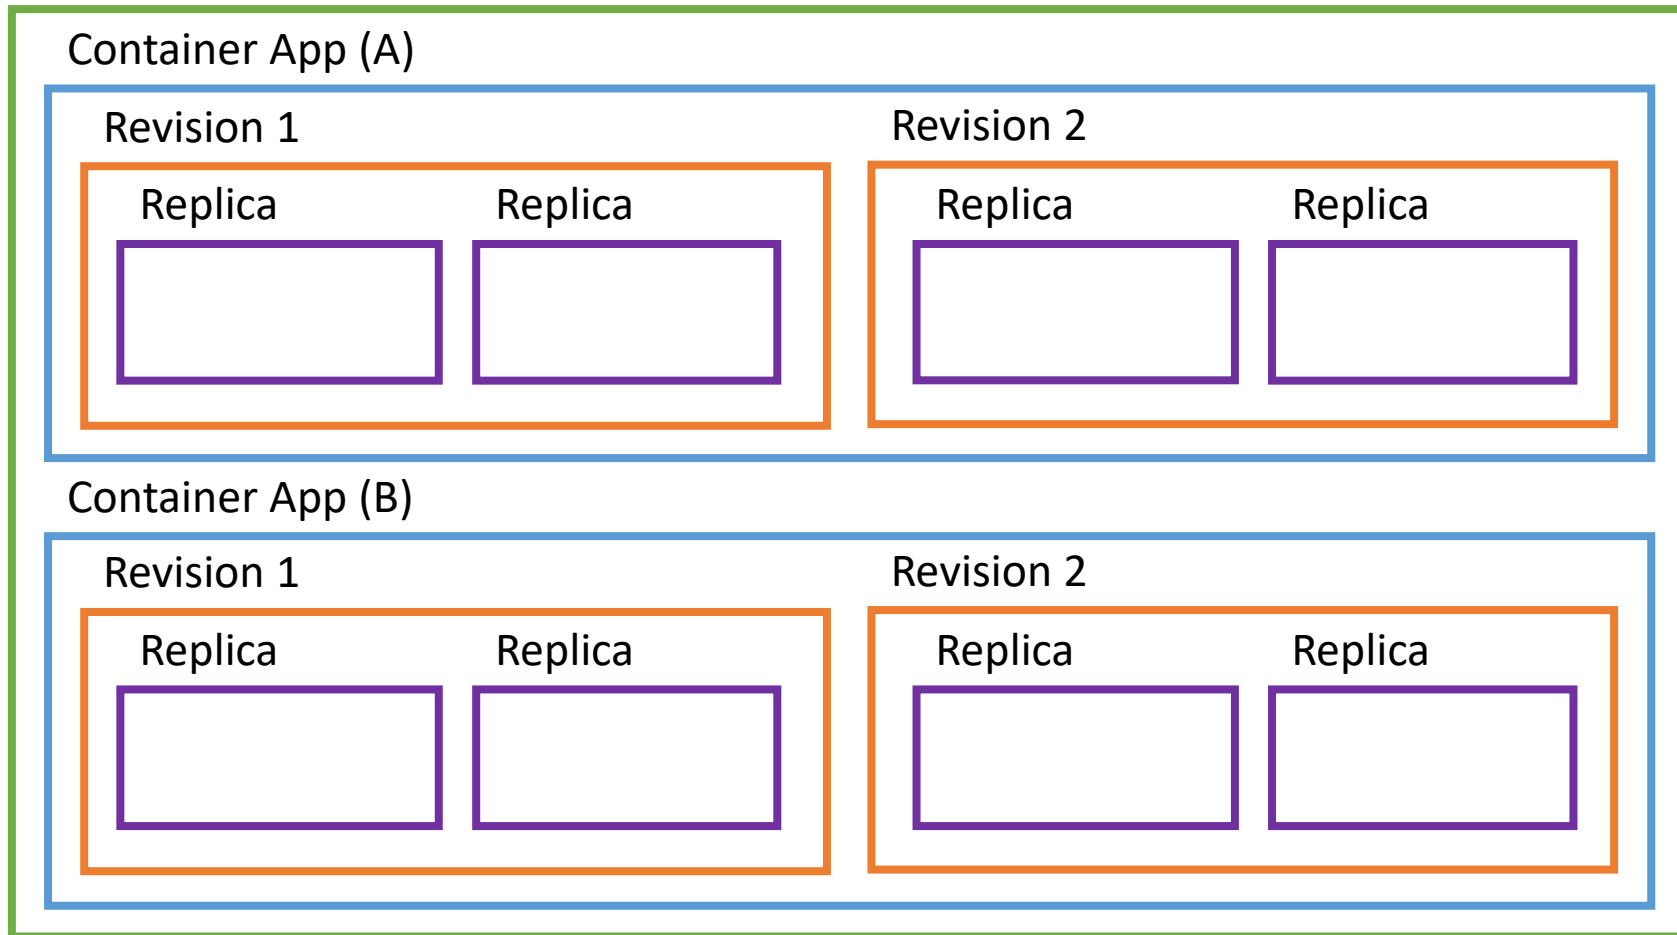 Container App (A)
Revision 1
Revision 2
Replica
Replica
Replica
Replica
Container App (B)
Revision 1
Revision 2
Replica
Replica
Replica
Replica